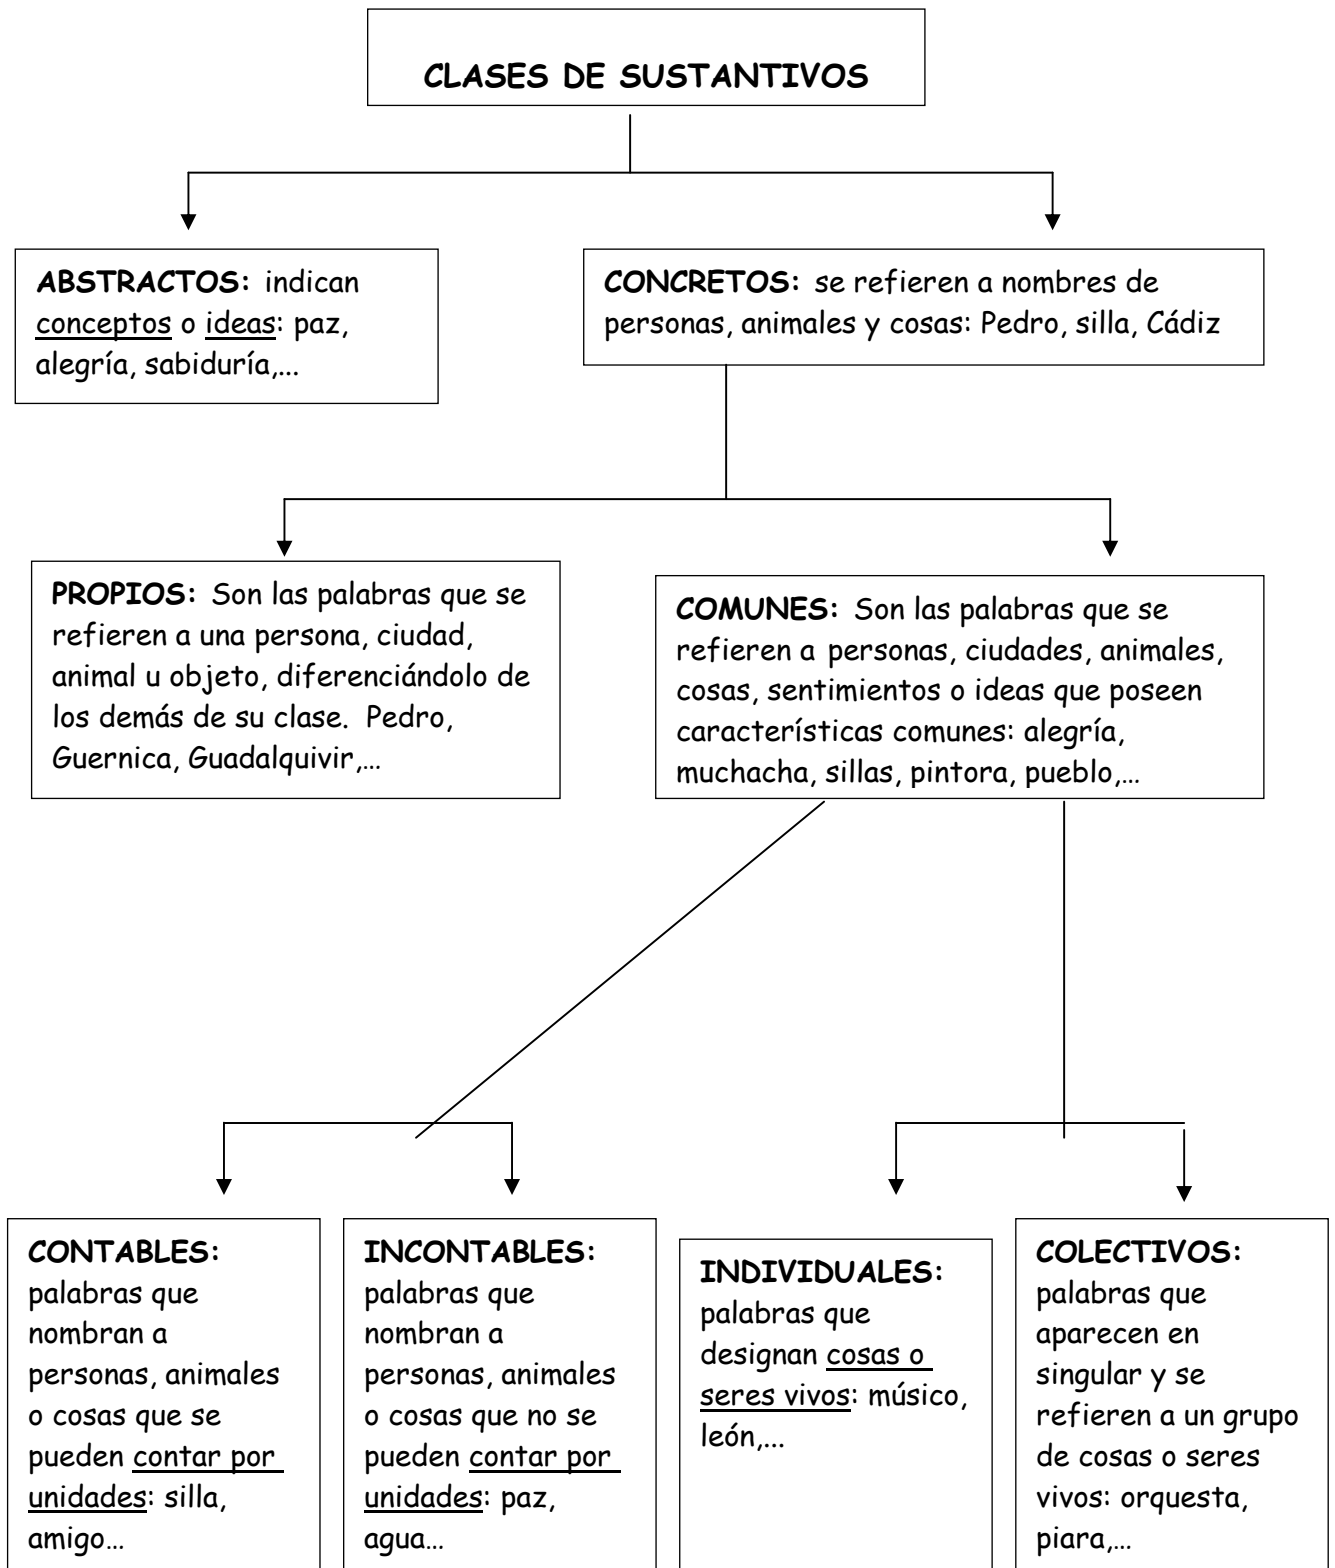 CLASES DE SUSTANTIVOS
ABSTRACTOS: indican
conceptos o ideas: paz,
alegría, sabiduría,...
CONCRETOS: se refieren a nombres de
personas, animales y cosas: Pedro, silla, Cádiz
PROPIOS: Son las palabras que se
refieren a una persona, ciudad,
animal u objeto, diferenciándolo de
los demás de su clase. Pedro,
Guernica, Guadalquivir,…
COMUNES: Son las palabras que se
refieren a personas, ciudades, animales,
cosas, sentimientos o ideas que poseen
característícas comunes: alegría,
muchacha, sillas, pintora, pueblo,…
CONTABLES:
palabras que
nombran a
personas, animales
o cosas que se
pueden contar por
unidades: silla,
amigo…
INCONTABLES:
palabras que
nombran a
personas, animales
o cosas que no se
pueden contar por
unidades: paz,
agua…
INDIVIDUALES:
palabras que
designan cosas o
seres vivos: músico,
león,...
COLECTIVOS:
palabras que
aparecen en
singular y se
refieren a un grupo
de cosas o seres
vivos: orquesta,
piara,…